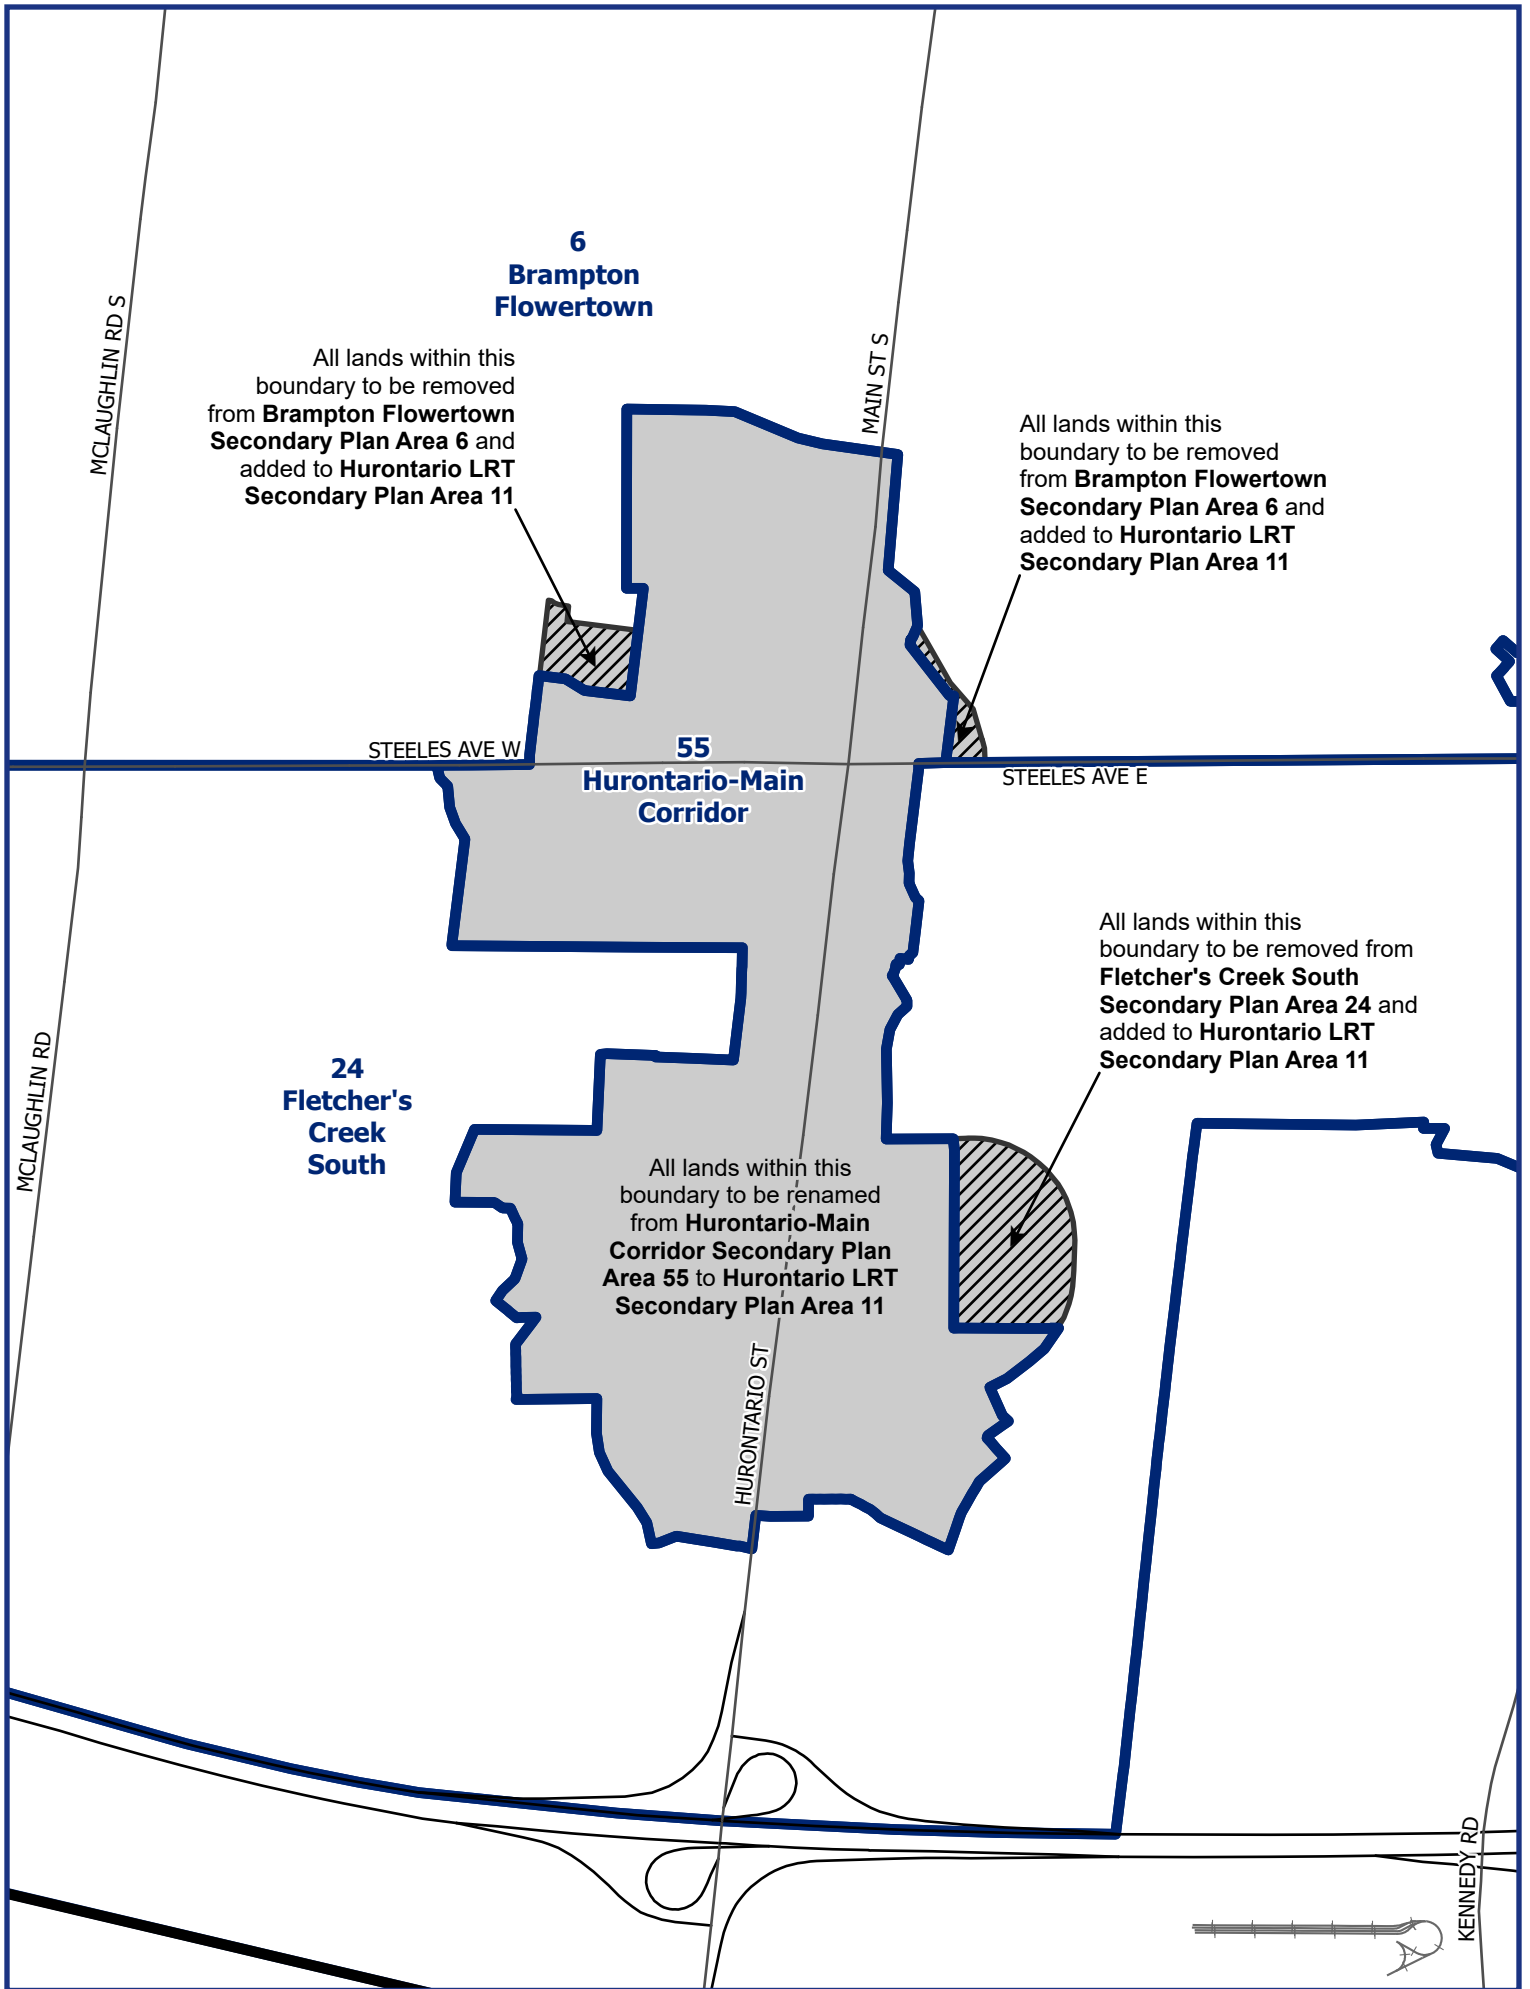 6
Brampton
Flowertown
MCLAUGHLIN RD S
MAIN ST S
All lands within this
boundary to be removed
from Brampton Flowertown
Secondary Plan Area 6 and
added to Hurontario LRT
Secondary Plan Area 11
All lands within this
boundary to be removed
from Brampton Flowertown
Secondary Plan Area 6 and
added to Hurontario LRT
Secondary Plan Area 11
STEELES AVE W
55
Hurontario-Main
Corridor
STEELES AVE E
All lands within this
boundary to be removed from
Fletcher's Creek South
Secondary Plan Area 24 and
added to Hurontario LRT
Secondary Plan Area 11
MCLAUGHLIN RD
24
Fletcher's
Creek
South
All lands within this
boundary to be renamed
from Hurontario-Main
Corridor Secondary Plan
Area 55 to Hurontario LRT
Secondary Plan Area 11
HURONTARIO ST
KENNEDY RD